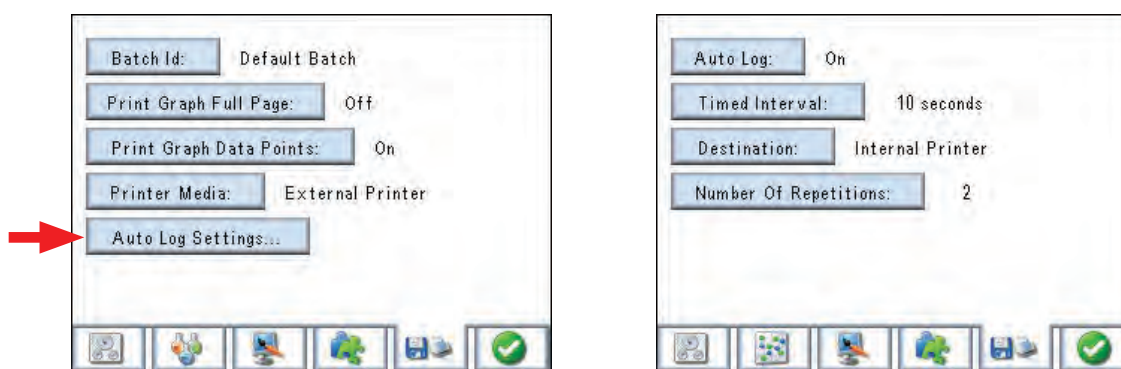 Batch Id: Default Batch
Print Graph Full Page: Off
Print Graph Data Points: On
Printer Media: External Printer
Auto Log Settings...
Auto Log: On
Timed Interval: 10 seconds
Destination: Internal Printer
Number Of Repetitions: 2